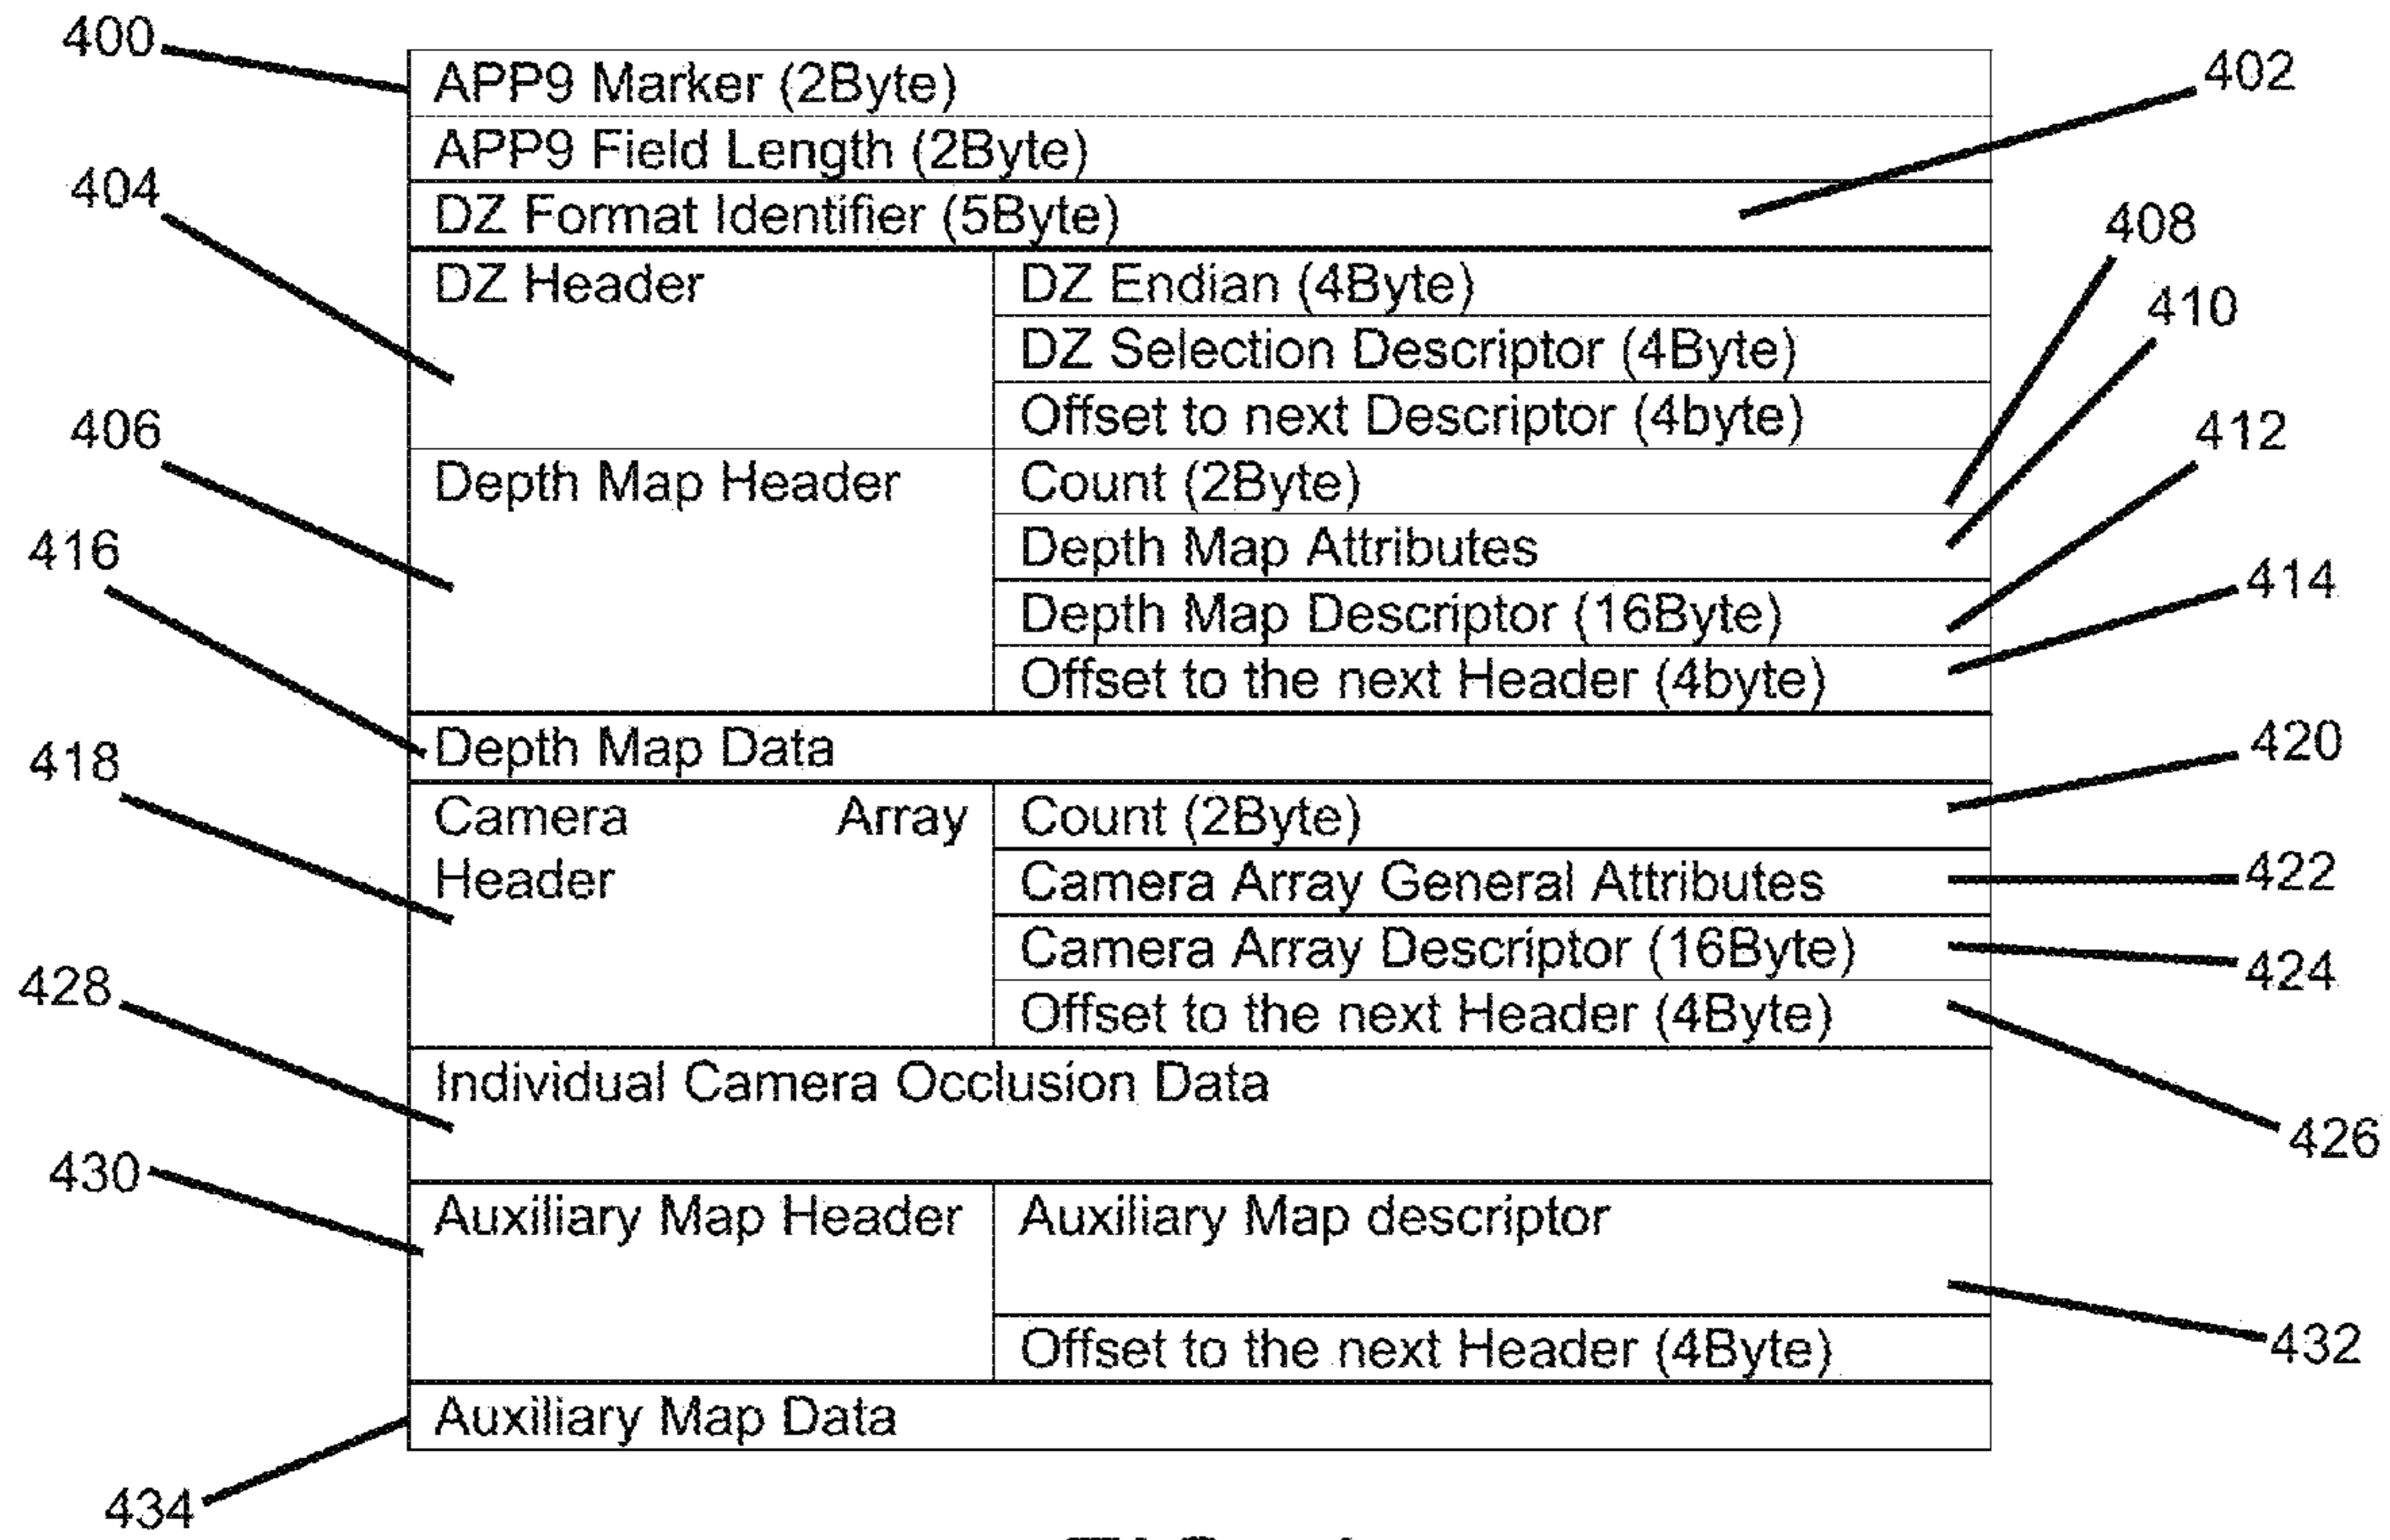 400
APP9 Marker (2Byte)
402
APP9 Field Length (2Byte)
404
DZ Format Identifier (5Byte)
408
DZ Header
DZ Endian (4Byte)
410
DZ Selection Descriptor (4Byte)
Offset to next Descriptor (4byte)
406
412
Depth Map Header
Count (2Byte)
416
Depth Map Attributes
414
Depth Map Descriptor (16Byte)
Offset to the next Header (4byte)
Depth Map Data
418
420
Camera Array
Header
Count (2Byte)
Camera Array General Attributes
422
Camera Array Descriptor (16Byte)
424
428
Offset to the next Header (4Byte)
Individual Camera Occlusion Data
426
430
Auxiliary Map Header
Auxiliary Map descriptor
Offset to the next Header (4Byte)
432
Auxiliary Map Data
434